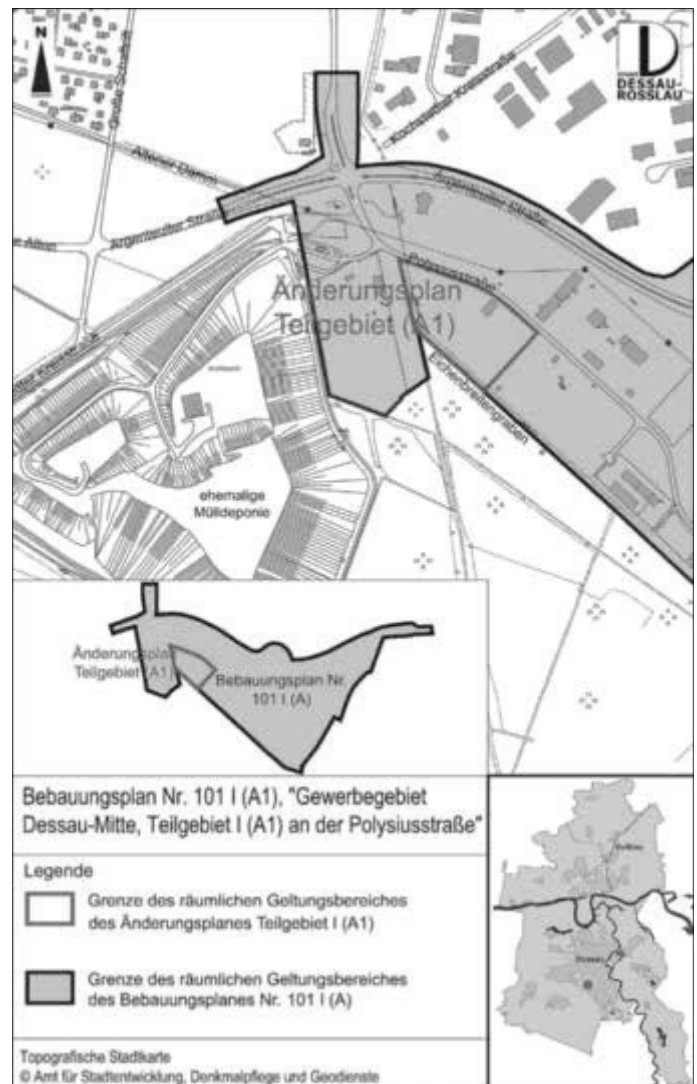 N
DESSAU-
ROSSLAU
Kochstedter Kreisstraße
Altener Damm
Argenteuiler Straße
Argenteuiler Straße
Polysiusstraße
Änderungsplan
Teilgebiet (A1)
Eichenbreitengraben
ehemalige
Mülldeponie
Änderungsplan
Teilgebiet (A1)
Bebauungsplan Nr.
101 I (A)
Bebauungsplan Nr. 101 I (A1), "Gewerbegebiet
Dessau-Mitte, Teilgebiet I (A1) an der Polysiusstraße"
Legende
Grenze des räumlichen Geltungsbereiches
des Änderungsplanes Teilgebiet I (A1)
Grenze des räumlichen Geltungsbereiches
des Bebauungsplanes Nr. 101 I (A)
Topografische Stadtkarte
© Amt für Stadtentwicklung, Denkmalpflege und Geodienste